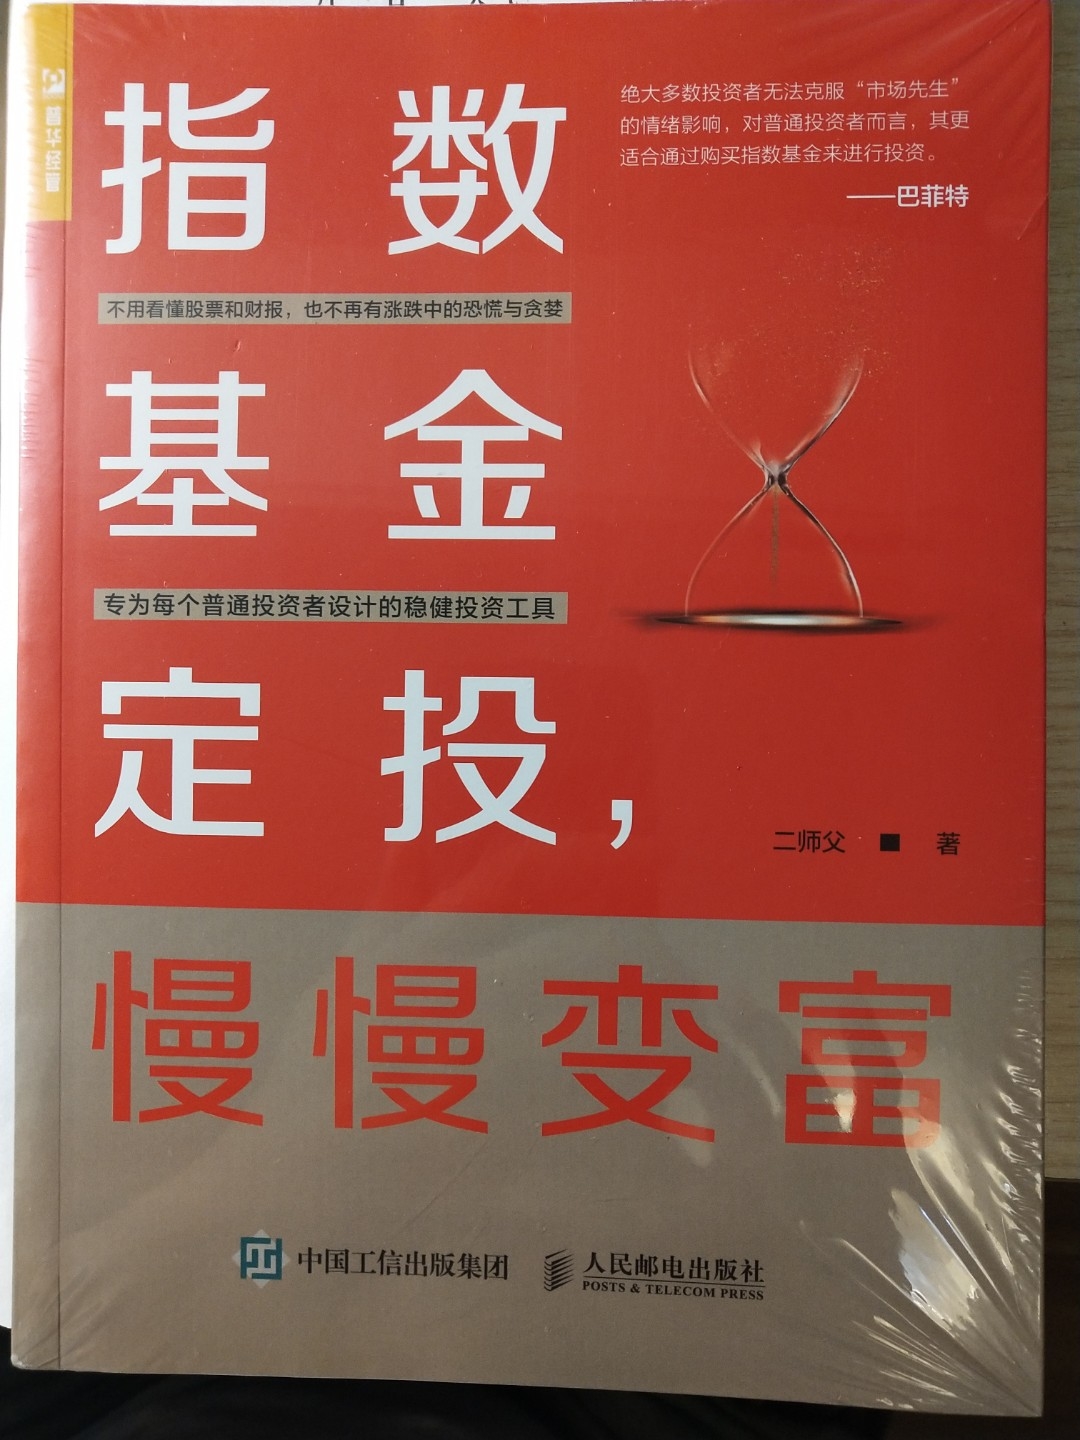 普华经管
指数
绝大多数投资者无法克服“市场先生”
的情绪影响，对普通投资者而言，其更
适合通过购买指数基金来进行投资。
——巴菲特
不用看懂股票和财报，也不再有涨跌中的恐慌与贪婪
基金
专为每个普通投资者设计的稳健投资工具
定投，
二师父 ■ 著
慢慢变富
中国工信出版集团
人民邮电出版社
POSTS & TELECOM PRESS